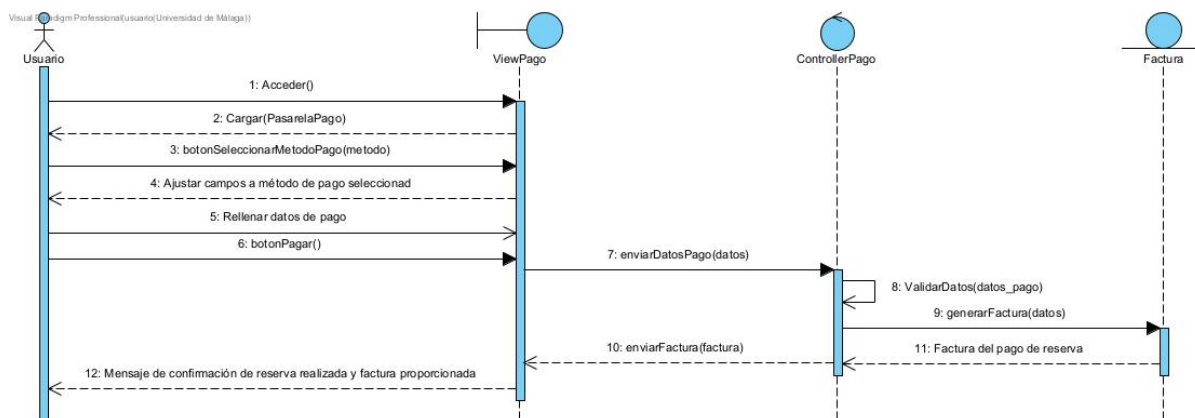 Visual Paradigm Professional(usuario(Universidad de Málaga))
Usuario
ViewPago
ControllerPago
Factura
1: Acceder()
2: Cargar(PasarelaPago)
3: botonSeleccionarMetodoPago(metodo)
4: Ajustar campos a método de pago seleccionad
5: Rellenar datos de pago
6: botonPagar()
7: enviarDatosPago(datos)
8: ValidarDatos(datos_pago)
9: generarFactura(datos)
10: enviarFactura(factura)
11: Factura del pago de reserva
12: Mensaje de confirmación de reserva realizada y factura proporcionada